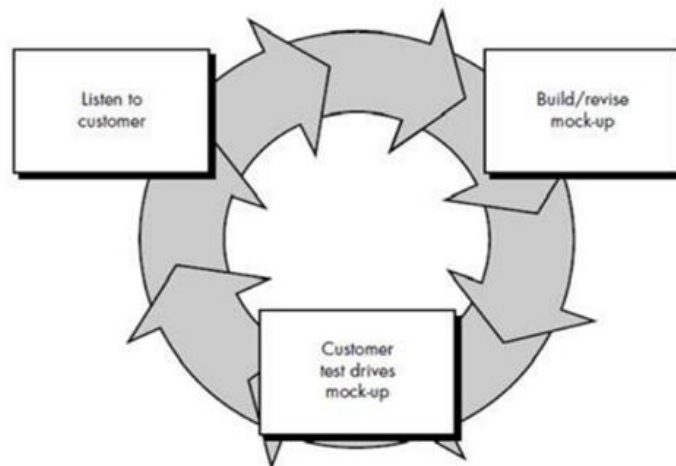 Listen to
customer
Build/revise
mock-up
Customer
test drives
mock-up